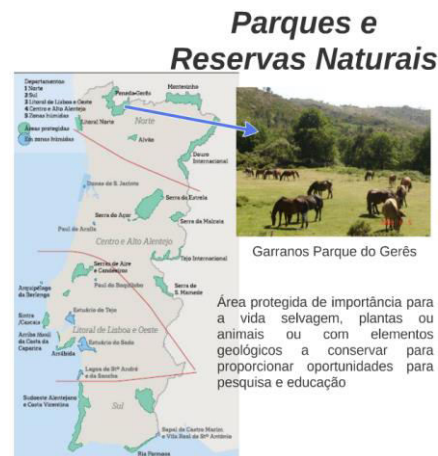 Parques e
Reservas Naturais
Departamentos
1 Norte
2 Sul
3 Litoral de Lisboa e Oeste
4 Centro e Alto Alentejo
5 Zonas húmidas
Áreas protegidas
Em zonas húmidas
Peneda-Gerês
Montesinho
Litoral Norte
Norte
Alvão
Douro
Internacional
Dunas de S. Jacinto
Serra da Estrela
Serra do Açor
Serra da Malcata
Paul de Arzila
Centro e Alto Alentejo
Tejo Internacional
Serras de Aire
e Candeeiros
Paul do Boquilobo
Arquipélago
da Berlenga
Serra de
S. Mamede
Estuário do Tejo
Sintra
/Cascais
Litoral de Lisboa e Oeste
Arriba Fóssil
da Costa da
Caparica
Estuário do Sado
Arrábida
Lagoa de Stº André
e da Sancha
Sudoeste Alentejano
e Costa Vicentina
Sul
Sapal de Castro Marim
e Vila Real de Stº António
Ria Formosa
Garranos Parque do Gerês
Área protegida de importância para
a vida selvagem, plantas ou
animais ou com elementos
geológicos a conservar para
proporcionar oportunidades para
pesquisa e educação